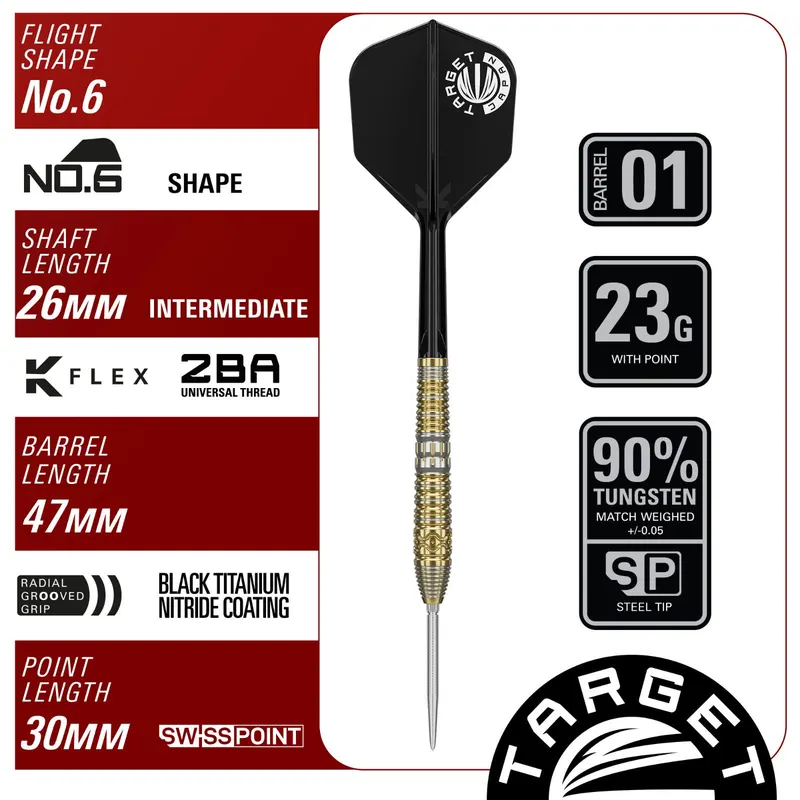 FLIGHT
SHAPE
No.6
NO.6
SHAPE
SHAFT
LENGTH
26MM INTERMEDIATE
K FLEX
2BA
UNIVERSAL THREAD
BARREL
LENGTH
47MM
RADIAL
GROOVED
GRIP
BLACK TITANIUM
NITRIDE COATING
POINT
LENGTH
30MM
SWISSPOINT
TARGET
JAPAN
BARREL
01
23G
WITH POINT
90%
TUNGSTEN
MATCH WEIGHED
+/-0.05
SP
STEEL TIP
TARGET